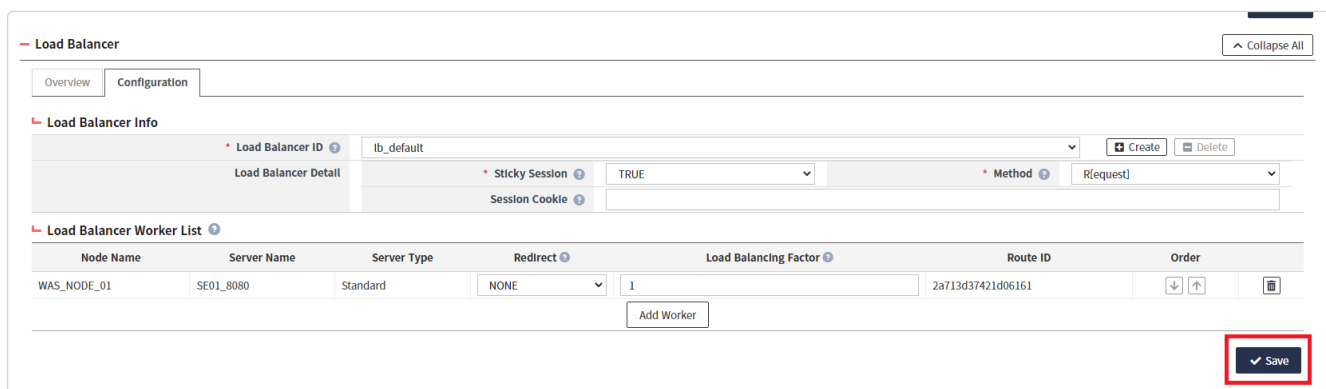 Load Balancer
Collapse All
Overview Configuration
Load Balancer Info
* Load Balancer ID ? lb_default Create Delete
Load Balancer Detail * Sticky Session ? TRUE * Method ? R[equest]
Session Cookie ?
Load Balancer Worker List ?
Node Name Server Name Server Type Redirect ? Load Balancing Factor ? Route ID Order
WAS_NODE_01 SE01_8080 Standard NONE 1 2a713d37421d06161
Add Worker
Save